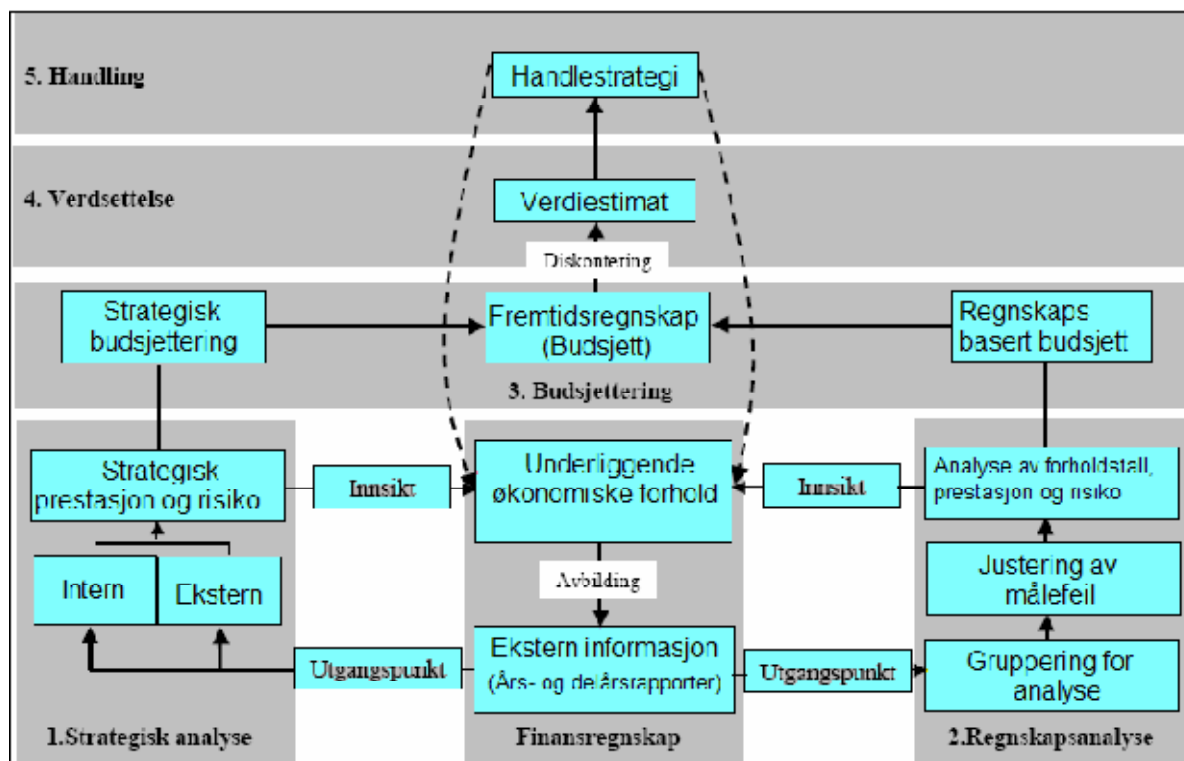 5. Handling
Handlestrategi
4. Verdsettelse
Verdiestimat
Diskontering
Strategisk
budsjettering
Fremtidsregnskap
(Budsjett)
Regnskaps
basert budsjett
3. Budsjettering
Strategisk
prestasjon og risiko
Innsikt
Underliggende
økonomiske forhold
Innsikt
Analyse av forholdstall,
prestasjon og risiko
Intern
Ekstern
Avbilding
Justering av
målefeil
Utgangspunkt
Ekstern informasjon
(Års- og delårsrapporter)
Utgangspunkt
Gruppering for
analyse
1.Strategisk analyse
Finansregnskap
2.Regnskapsanalyse